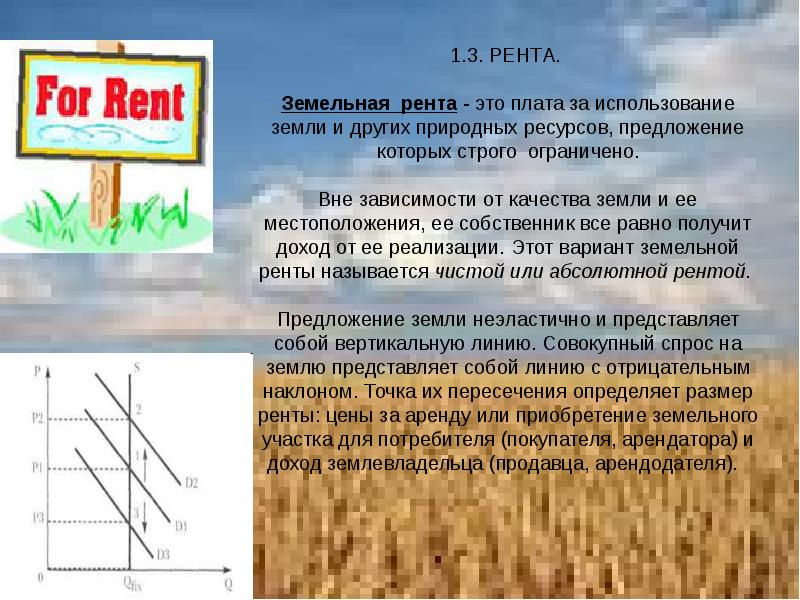 For Rent
1.3. РЕНТА.
Земельная рента - это плата за использование
земли и других природных ресурсов, предложение
которых строго ограничено.
Вне зависимости от качества земли и ее
местоположения, ее собственник все равно получит
доход от ее реализации. Этот вариант земельной
ренты называется чистой или абсолютной рентой.
Предложение земли неэластично и представляет
собой вертикальную линию. Совокупный спрос на
землю представляет собой линию с отрицательным
наклоном. Точка их пересечения определяет размер
ренты: цены за аренду или приобретение земельного
участка для потребителя (покупателя, арендатора) и
доход землевладельца (продавца, арендодателя).
P S
P2 2
P1 1 D2
P3 3 D1
D3
0 Qfix Q